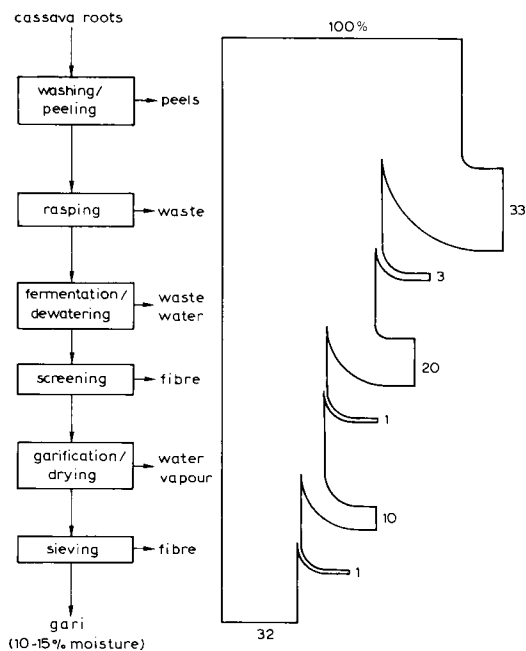 cassava roots
washing/
peeling
peels
rasping
waste
fermentation/
dewatering
waste
water
screening
fibre
garification/
drying
water
vapour
sieving
fibre
gari
(10-15% moisture)
100%
33
3
20
1
10
1
32